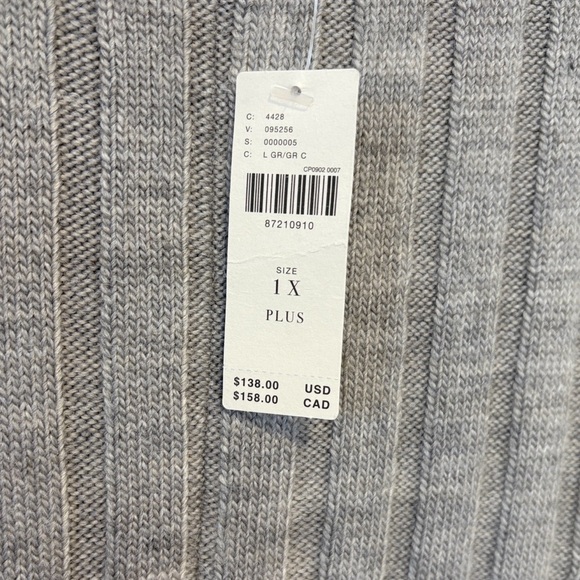 C: 4428
V: 095256
S: 0000005
C: L GR/GR C
CP0902 0007
87210910
SIZE
1X
PLUS
$138.00 USD
$158.00 CAD